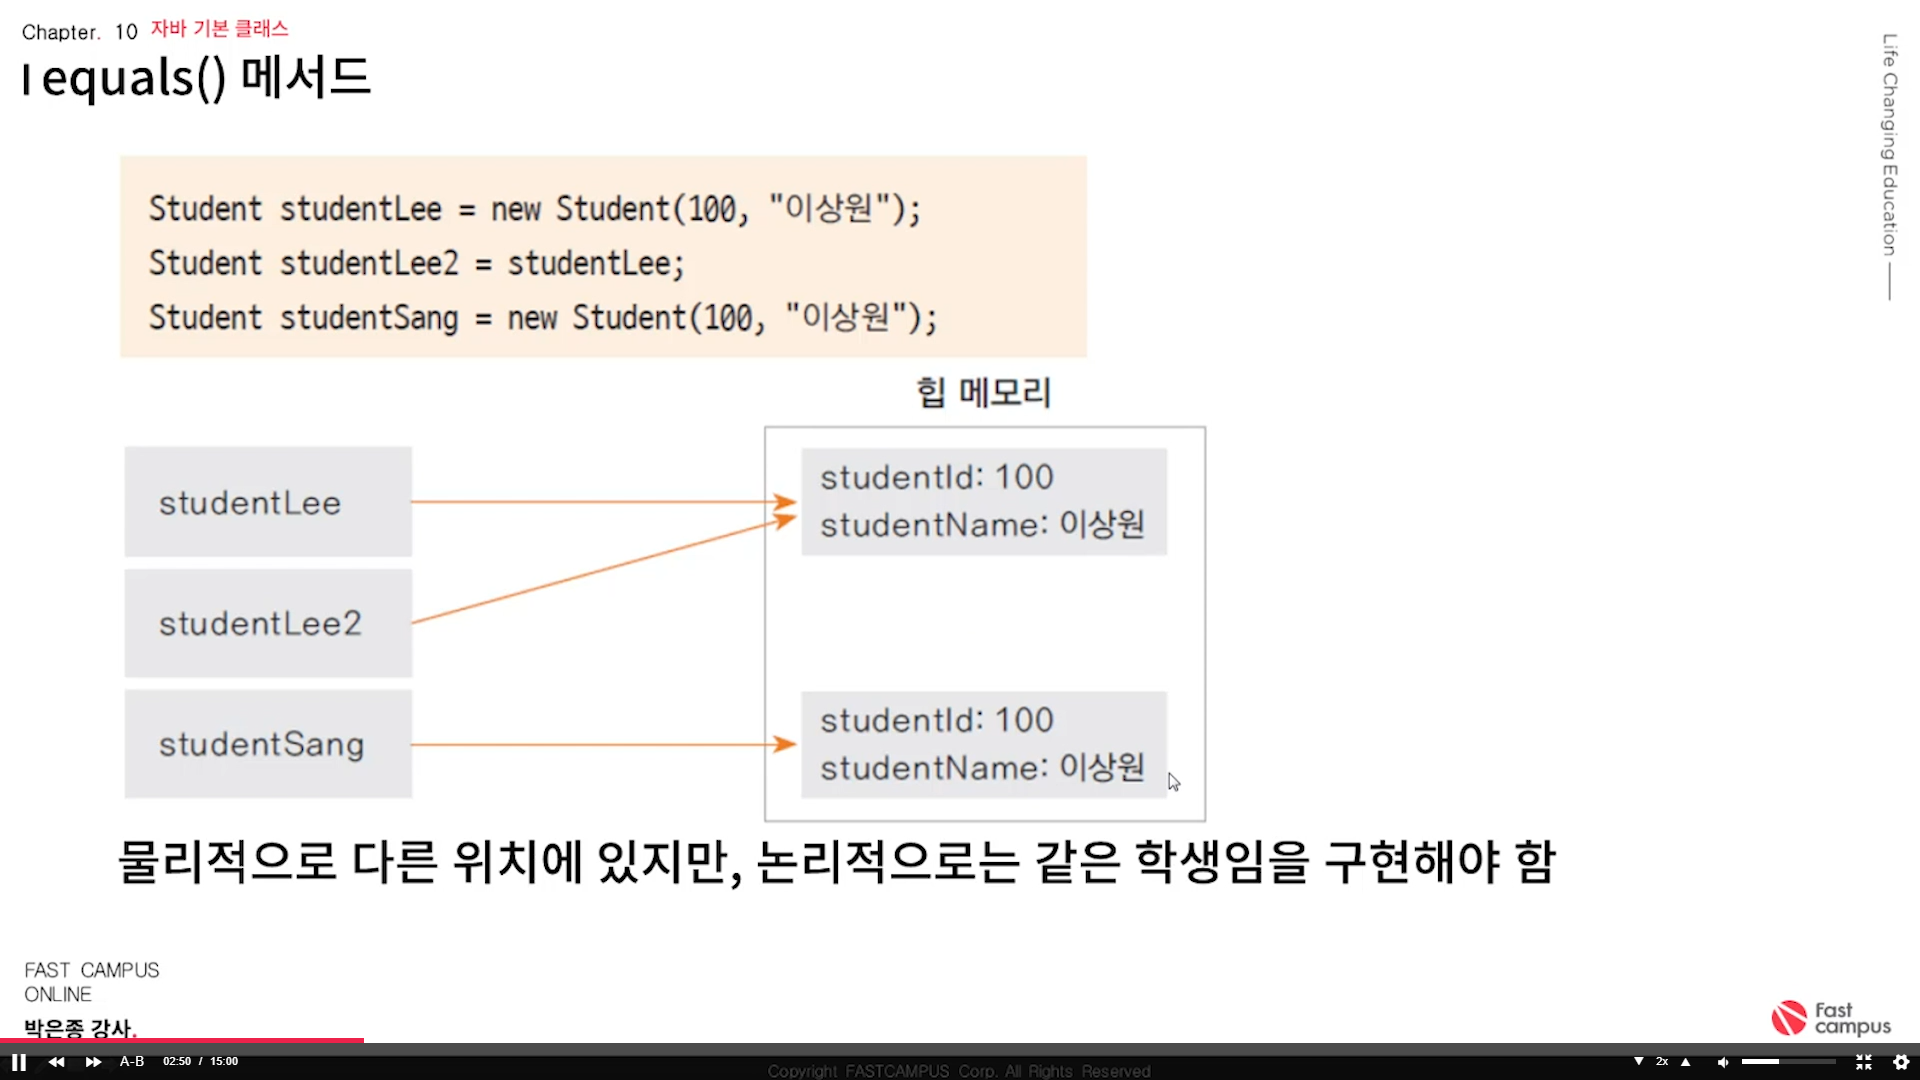 Chapter. 10 자바 기본 클래스
equals() 메서드
Life Changing Education
Student studentLee = new Student(100, "이상원");
Student studentLee2 = studentLee;
Student studentSang = new Student(100, "이상원");
힙 메모리
studentLee
studentId: 100
studentName: 이상원
studentLee2
studentSang
studentId: 100
studentName: 이상원
물리적으로 다른 위치에 있지만, 논리적으로는 같은 학생임을 구현해야 함
FAST CAMPUS
ONLINE
박은종 강사.
Fast
campus
A-B 02:50 / 15:00 2x
Copyright FASTCAMPUS Corp. All Rights Reserved